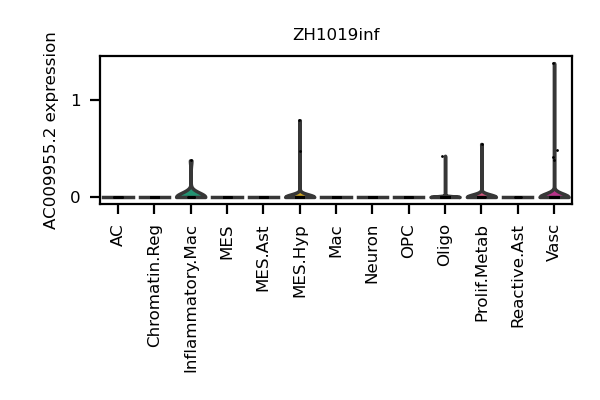 ZH1019inf
AC009955.2 expression
1
0
AC
Chromatin.Reg
Inflammatory.Mac
MES
MES.Ast
MES.Hyp
Mac
Neuron
OPC
Oligo
Prolif.Metab
Reactive.Ast
Vasc